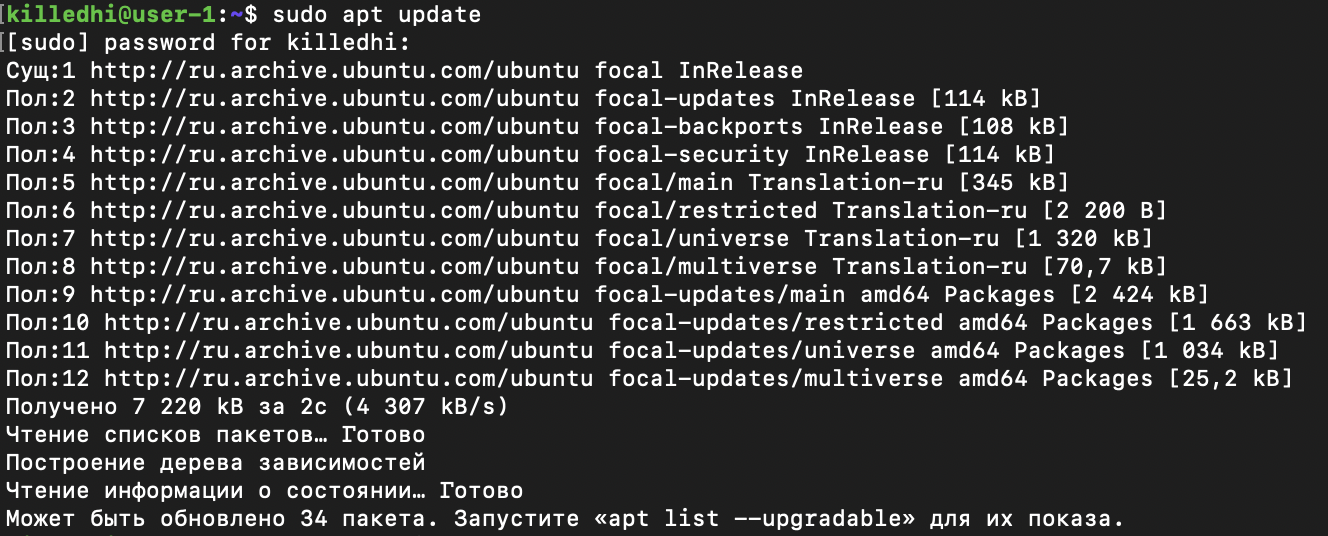 [killedhi@user-1:~$ sudo apt update
[[sudo] password for killedhi:
Сущ:1 http://ru.archive.ubuntu.com/ubuntu focal InRelease
Пол:2 http://ru.archive.ubuntu.com/ubuntu focal-updates InRelease [114 kB]
Пол:3 http://ru.archive.ubuntu.com/ubuntu focal-backports InRelease [108 kB]
Пол:4 http://ru.archive.ubuntu.com/ubuntu focal-security InRelease [114 kB]
Пол:5 http://ru.archive.ubuntu.com/ubuntu focal/main Translation-ru [345 kB]
Пол:6 http://ru.archive.ubuntu.com/ubuntu focal/restricted Translation-ru [2 200 B]
Пол:7 http://ru.archive.ubuntu.com/ubuntu focal/universe Translation-ru [1 320 kB]
Пол:8 http://ru.archive.ubuntu.com/ubuntu focal/multiverse Translation-ru [70,7 kB]
Пол:9 http://ru.archive.ubuntu.com/ubuntu focal-updates/main amd64 Packages [2 424 kB]
Пол:10 http://ru.archive.ubuntu.com/ubuntu focal-updates/restricted amd64 Packages [1 663 kB]
Пол:11 http://ru.archive.ubuntu.com/ubuntu focal-updates/universe amd64 Packages [1 034 kB]
Пол:12 http://ru.archive.ubuntu.com/ubuntu focal-updates/multiverse amd64 Packages [25,2 kB]
Получено 7 220 kB за 2с (4 307 kB/s)
Чтение списков пакетов… Готово
Построение дерева зависимостей
Чтение информации о состоянии… Готово
Может быть обновлено 34 пакета. Запустите «apt list --upgradable» для их показа.